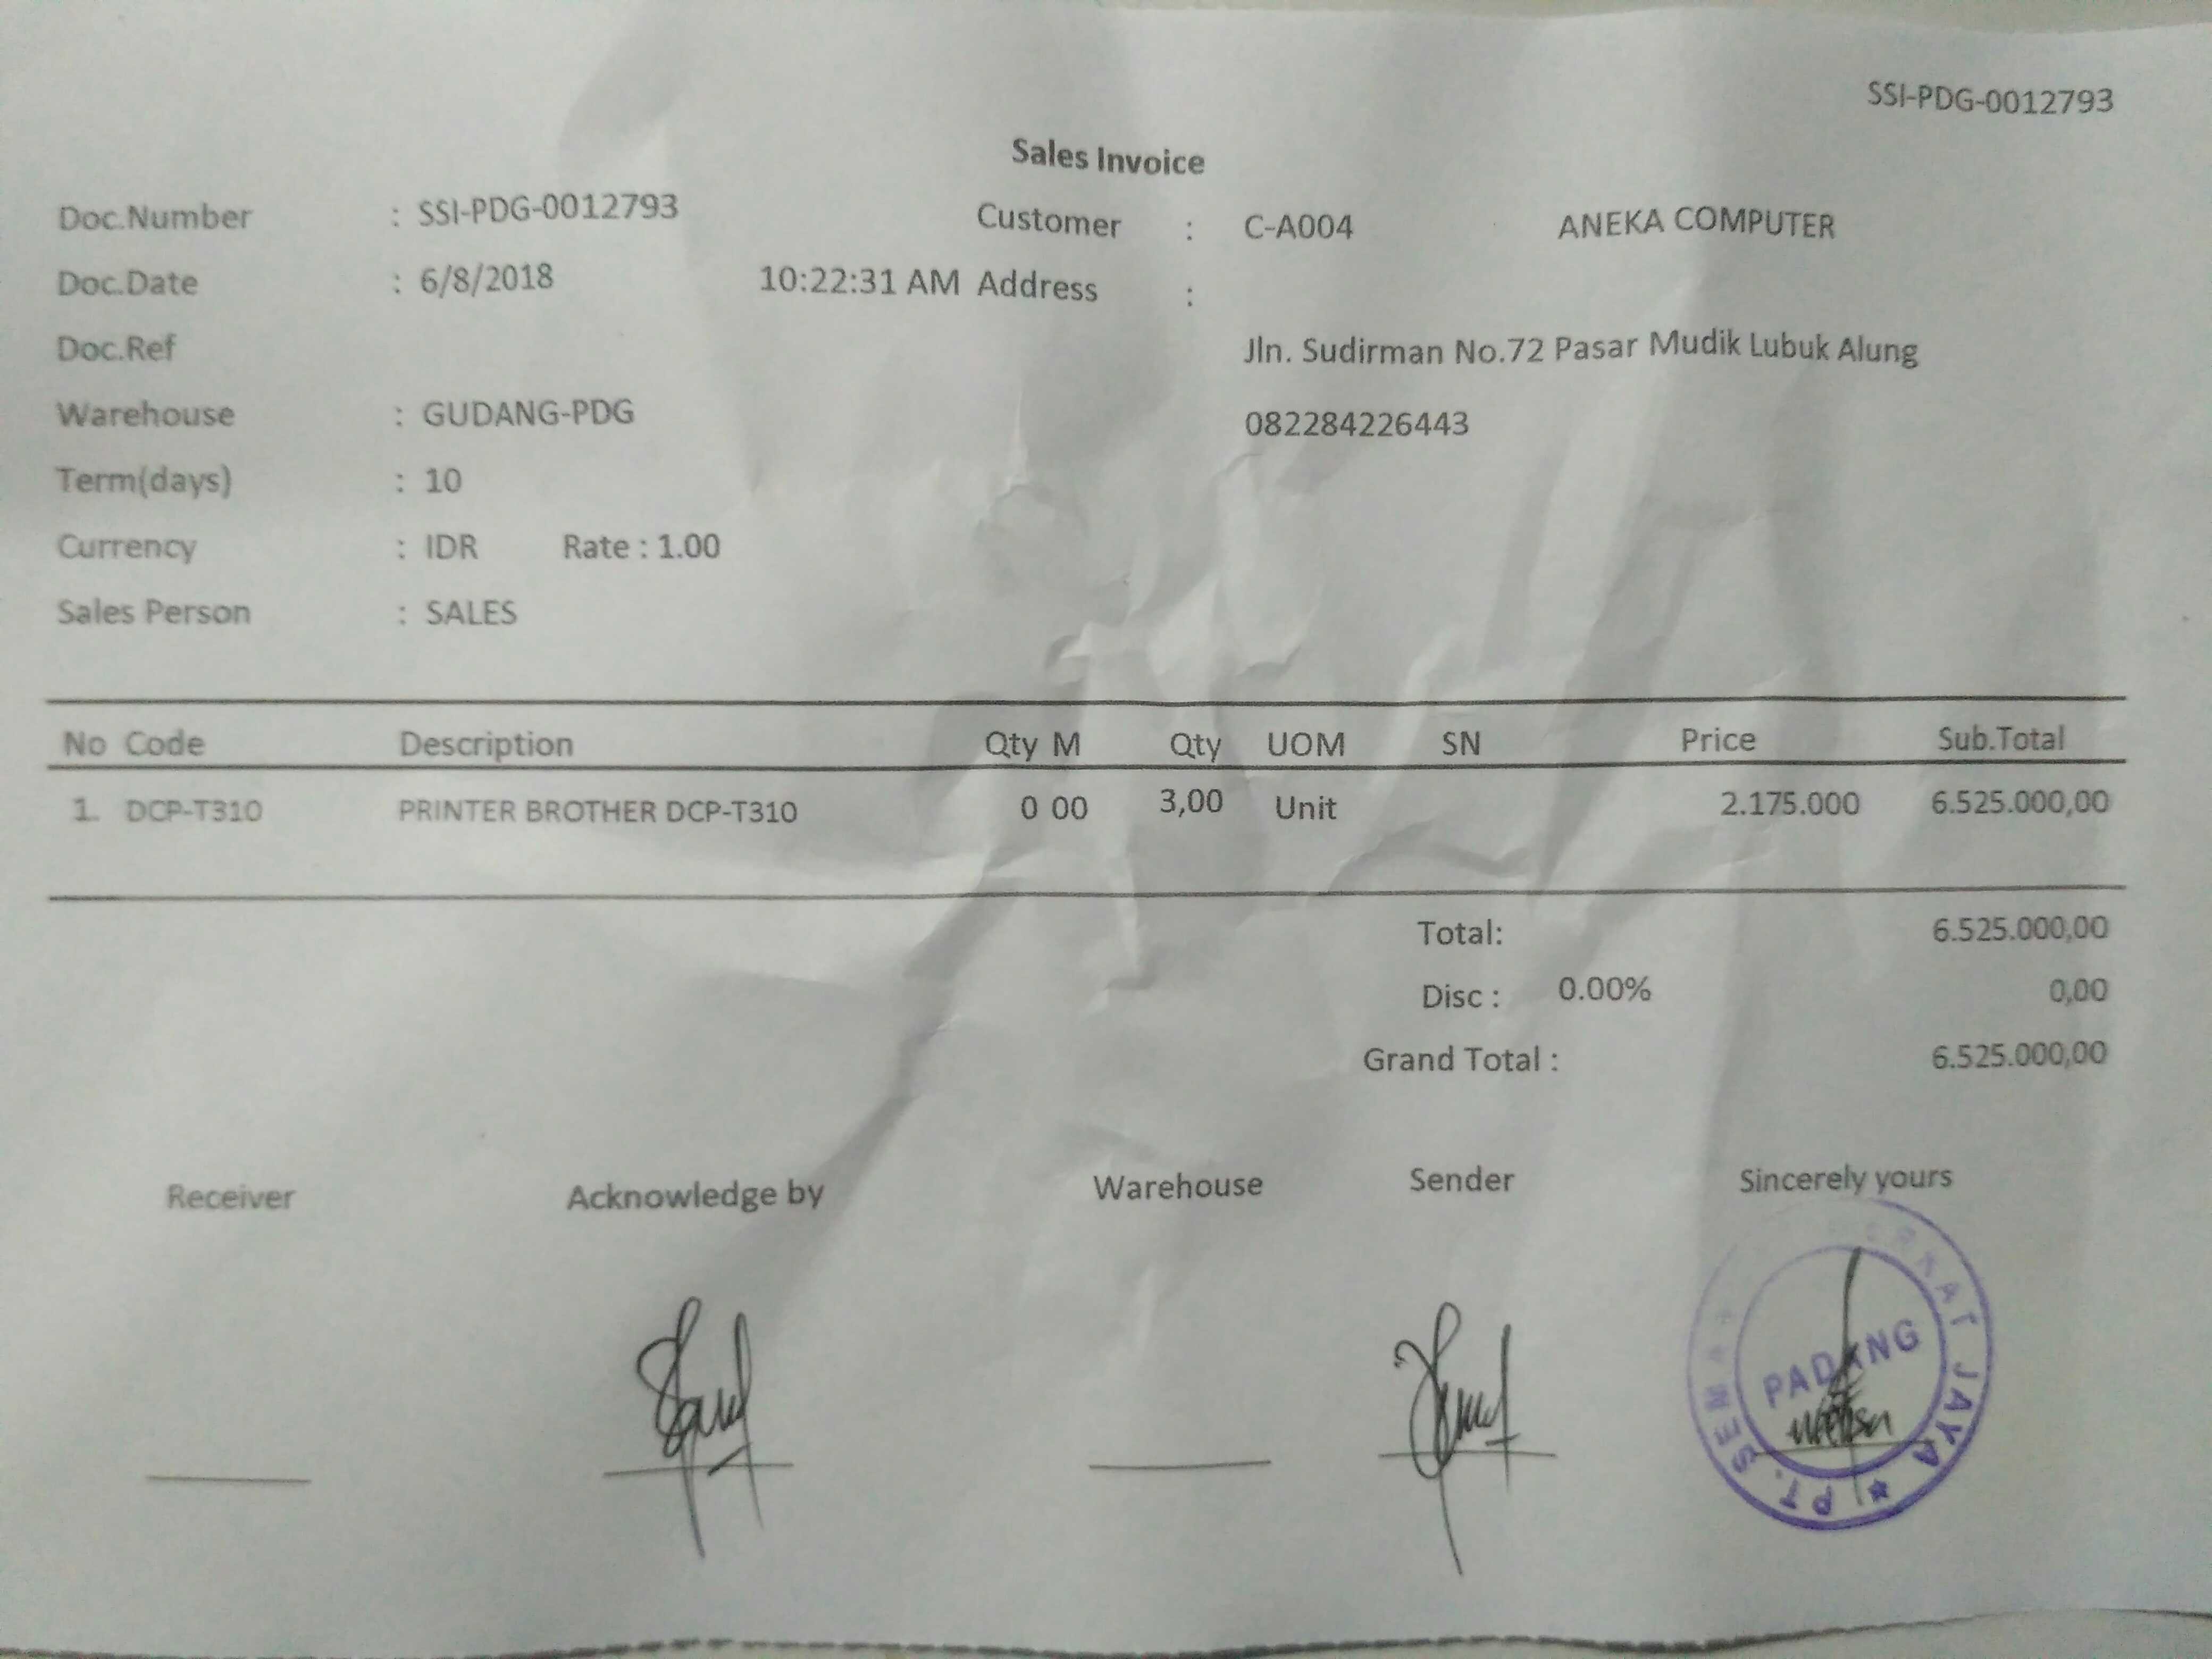 SSI-PDG-0012793
Sales Invoice
Doc.Number : SSI-PDG-0012793 Customer : C-A004 ANEKA COMPUTER
Doc.Date : 6/8/2018 10:22:31 AM Address :
Doc.Ref Jln. Sudirman No.72 Pasar Mudik Lubuk Alung
Warehouse : GUDANG-PDG 082284226443
Term(days) : 10
Currency : IDR Rate : 1.00
Sales Person : SALES
No Code Description Qty M Qty UOM SN Price Sub.Total
1. DCP-T310 PRINTER BROTHER DCP-T310 0 00 3,00 Unit 2.175.000 6.525.000,00
Total: 6.525.000,00
Disc : 0.00% 0,00
Grand Total : 6.525.000,00
Receiver Acknowledge by Warehouse Sender Sincerely yours
PT. JAYA
PADANG